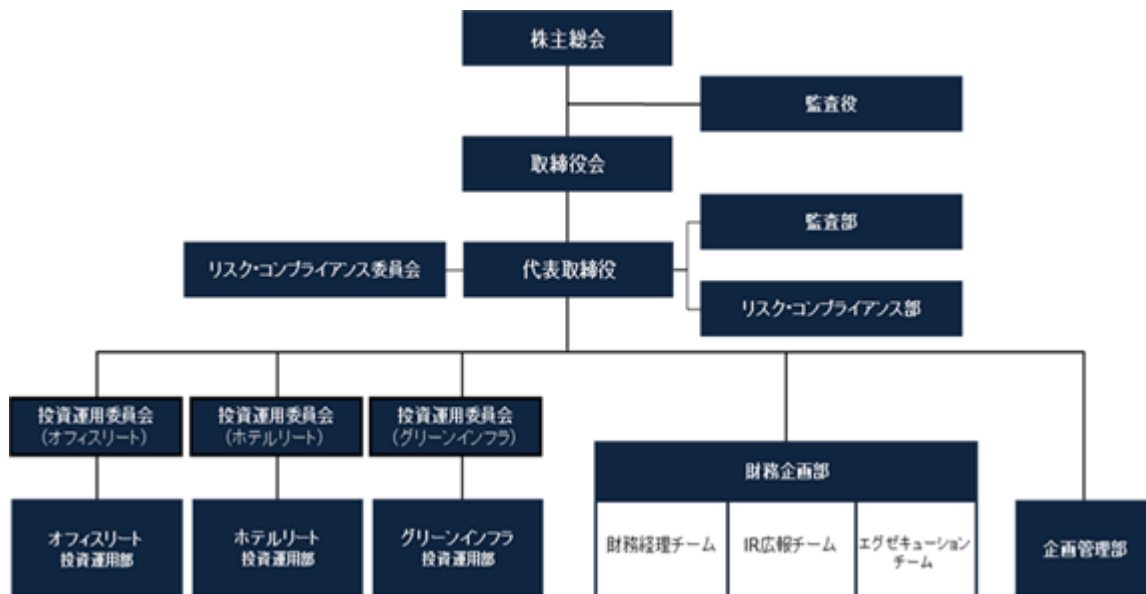 株主総会
監査役
取締役会
監査部
リスク・コンプライアンス委員会
代表取締役
リスク・コンプライアンス部
投資運用委員会
(オフィスリート)
投資運用委員会
(ホテルリート)
投資運用委員会
(グリーンインフラ)
財務企画部
オフィスリート
投資運用部
ホテルリート
投資運用部
グリーンインフラ
投資運用部
財務経理チーム
IR広報チーム
エグゼキューション
チーム
企画管理部